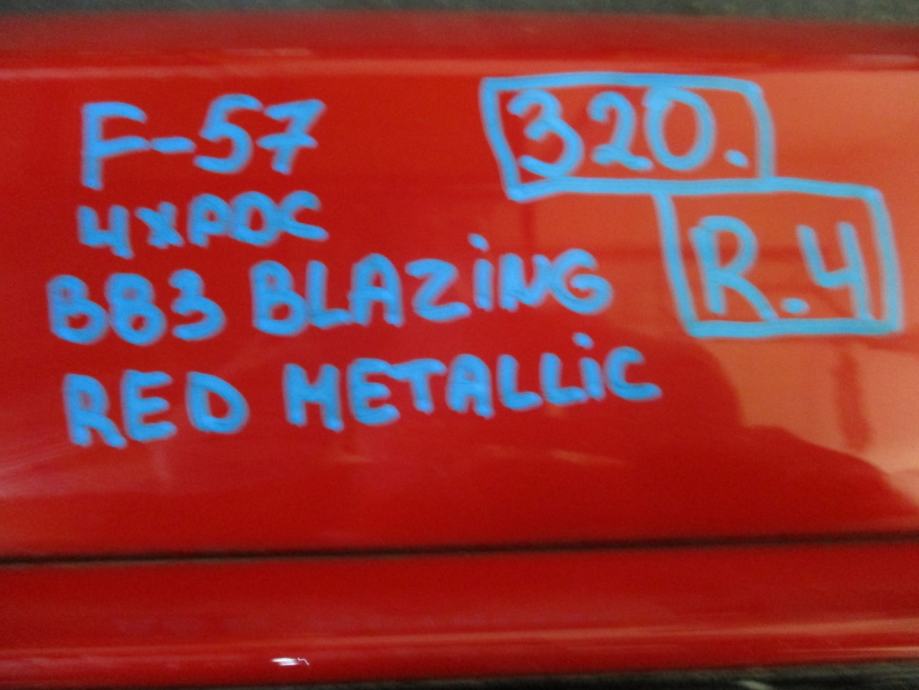 F-57
4XPDC
B83 BLAZiNG
RED METALLiC
320.
R.4